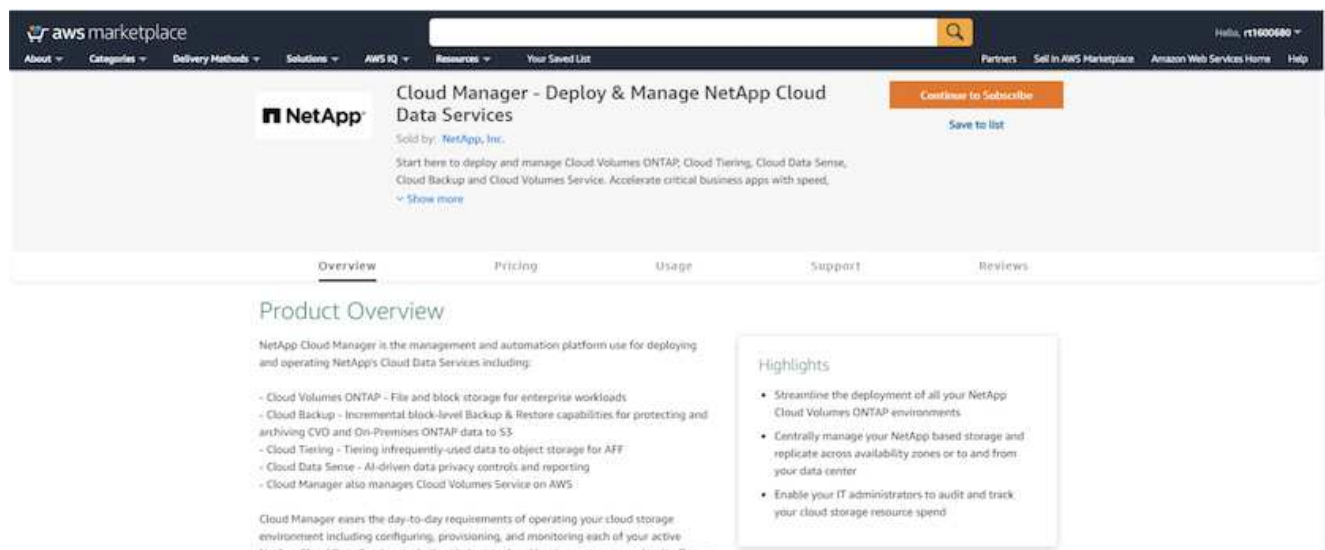 aws marketplace
Hello, rt1600680
About Categories Delivery Methods Solutions AWS IQ Resources Your Saved List Partners Sell in AWS Marketplace Amazon Web Services Home Help
NetApp
Cloud Manager - Deploy & Manage NetApp Cloud
Data Services
Sold by: NetApp, Inc.
Start here to deploy and manage Cloud Volumes ONTAP, Cloud Tiering, Cloud Data Sense,
Cloud Backup and Cloud Volumes Service. Accelerate critical business apps with speed,
Show more
Continue to Subscribe
Save to list
Overview Pricing Usage Support Reviews
Product Overview
NetApp Cloud Manager is the management and automation platform use for deploying
and operating NetApp's Cloud Data Services including:
- Cloud Volumes ONTAP - File and block storage for enterprise workloads
- Cloud Backup - Incremental block-level Backup & Restore capabilities for protecting and
archiving CVO and On-Premises ONTAP data to S3
- Cloud Tiering - Tiering infrequently-used data to object storage for AFF
- Cloud Data Sense - AI-driven data privacy controls and reporting
- Cloud Manager also manages Cloud Volumes Service on AWS
Cloud Manager eases the day-to-day requirements of operating your cloud storage
environment including configuring, provisioning, and monitoring each of your active
Highlights
• Streamline the deployment of all your NetApp
Cloud Volumes ONTAP environments
• Centrally manage your NetApp based storage and
replicate across availability zones or to and from
your data center
• Enable your IT administrators to audit and track
your cloud storage resource spend